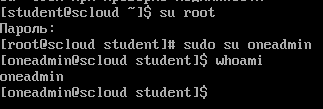 [student@scloud student]$ su root
Пароль:
[root@scloud student]# sudo su oneadmin
[oneadmin@scloud student]$ whoami
oneadmin
[oneadmin@scloud student]$